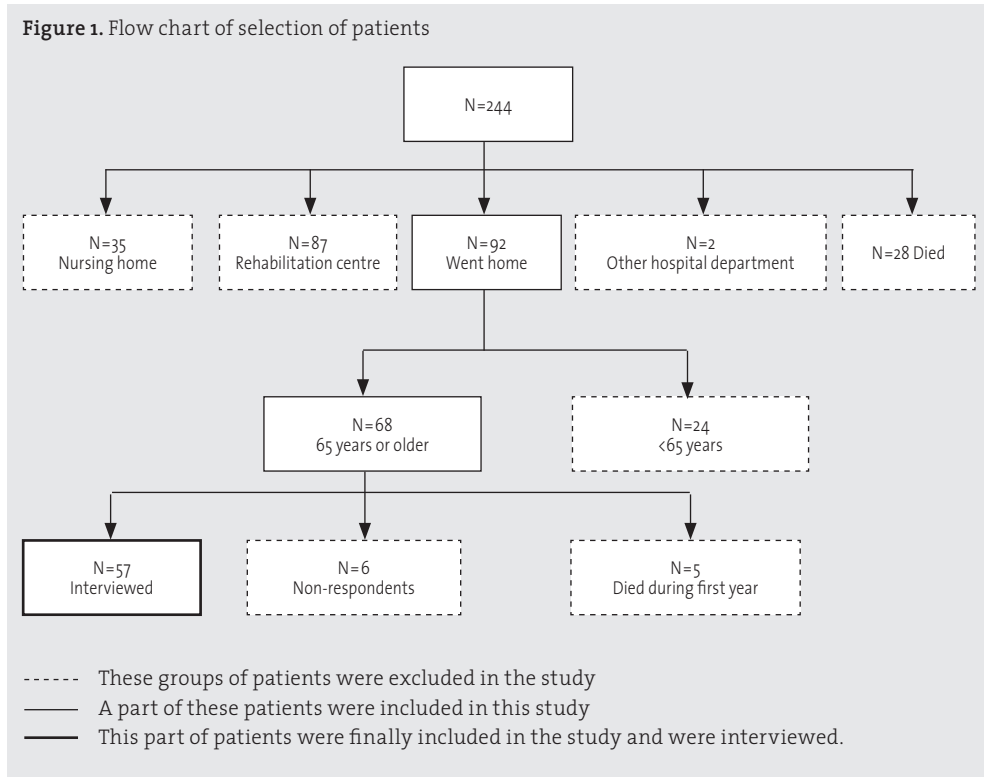 Figure 1. Flow chart of selection of patients
N=244
N=35
Nursing home
N=87
Rehabilitation centre
N=92
Went home
N=2
Other hospital department
N=28 Died
N=68
65 years or older
N=24
<65 years
N=57
Interviewed
N=6
Non-respondents
N=5
Died during first year
These groups of patients were excluded in the study
A part of these patients were included in this study
This part of patients were finally included in the study and were interviewed.